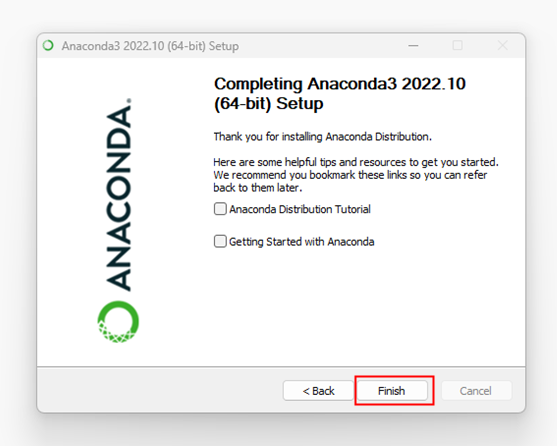 Anaconda3 2022.10 (64-bit) Setup
ANACONDA.
Completing Anaconda3 2022.10
(64-bit) Setup
Thank you for installing Anaconda Distribution.
Here are some helpful tips and resources to get you started.
We recommend you bookmark these links so you can refer
back to them later.
Anaconda Distribution Tutorial
Getting Started with Anaconda
< Back
Finish
Cancel